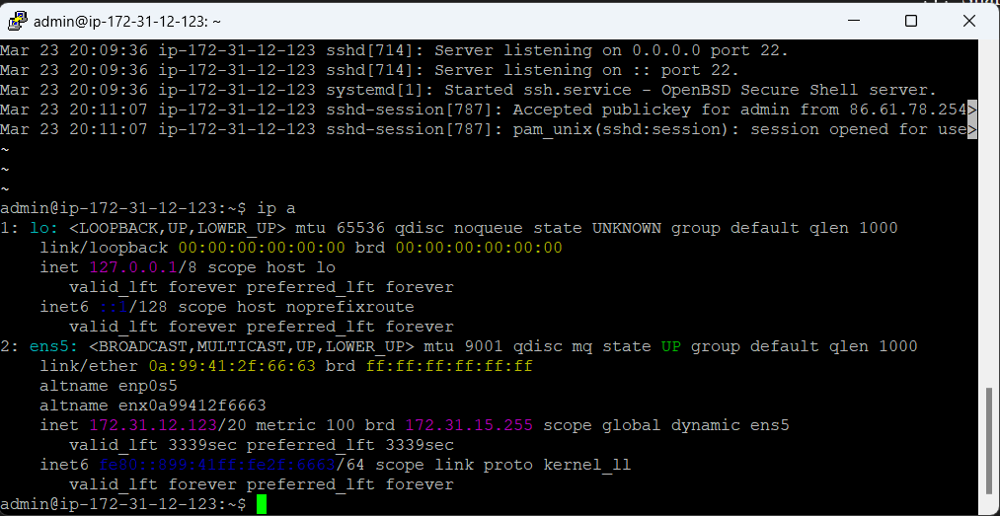 admin@ip-172-31-12-123: ~
Mar 23 20:09:36 ip-172-31-12-123 sshd[714]: Server listening on 0.0.0.0 port 22.
Mar 23 20:09:36 ip-172-31-12-123 sshd[714]: Server listening on :: port 22.
Mar 23 20:09:36 ip-172-31-12-123 systemd[1]: Started ssh.service - OpenBSD Secure Shell server.
Mar 23 20:11:07 ip-172-31-12-123 sshd-session[787]: Accepted publickey for admin from 86.61.78.254>
Mar 23 20:11:07 ip-172-31-12-123 sshd-session[787]: pam_unix(sshd:session): session opened for use>
~
~
~
admin@ip-172-31-12-123:~$ ip a
1: lo: <LOOPBACK,UP,LOWER_UP> mtu 65536 qdisc noqueue state UNKNOWN group default qlen 1000
    link/loopback 00:00:00:00:00:00 brd 00:00:00:00:00:00
    inet 127.0.0.1/8 scope host lo
       valid_lft forever preferred_lft forever
    inet6 ::1/128 scope host noprefixroute
       valid_lft forever preferred_lft forever
2: ens5: <BROADCAST,MULTICAST,UP,LOWER_UP> mtu 9001 qdisc mq state UP group default qlen 1000
    link/ether 0a:99:41:2f:66:63 brd ff:ff:ff:ff:ff:ff
    altname enp0s5
    altname enx0a99412f6663
    inet 172.31.12.123/20 metric 100 brd 172.31.15.255 scope global dynamic ens5
       valid_lft 3339sec preferred_lft 3339sec
    inet6 fe80::899:41ff:fe2f:6663/64 scope link proto kernel_ll
       valid_lft forever preferred_lft forever
admin@ip-172-31-12-123:~$